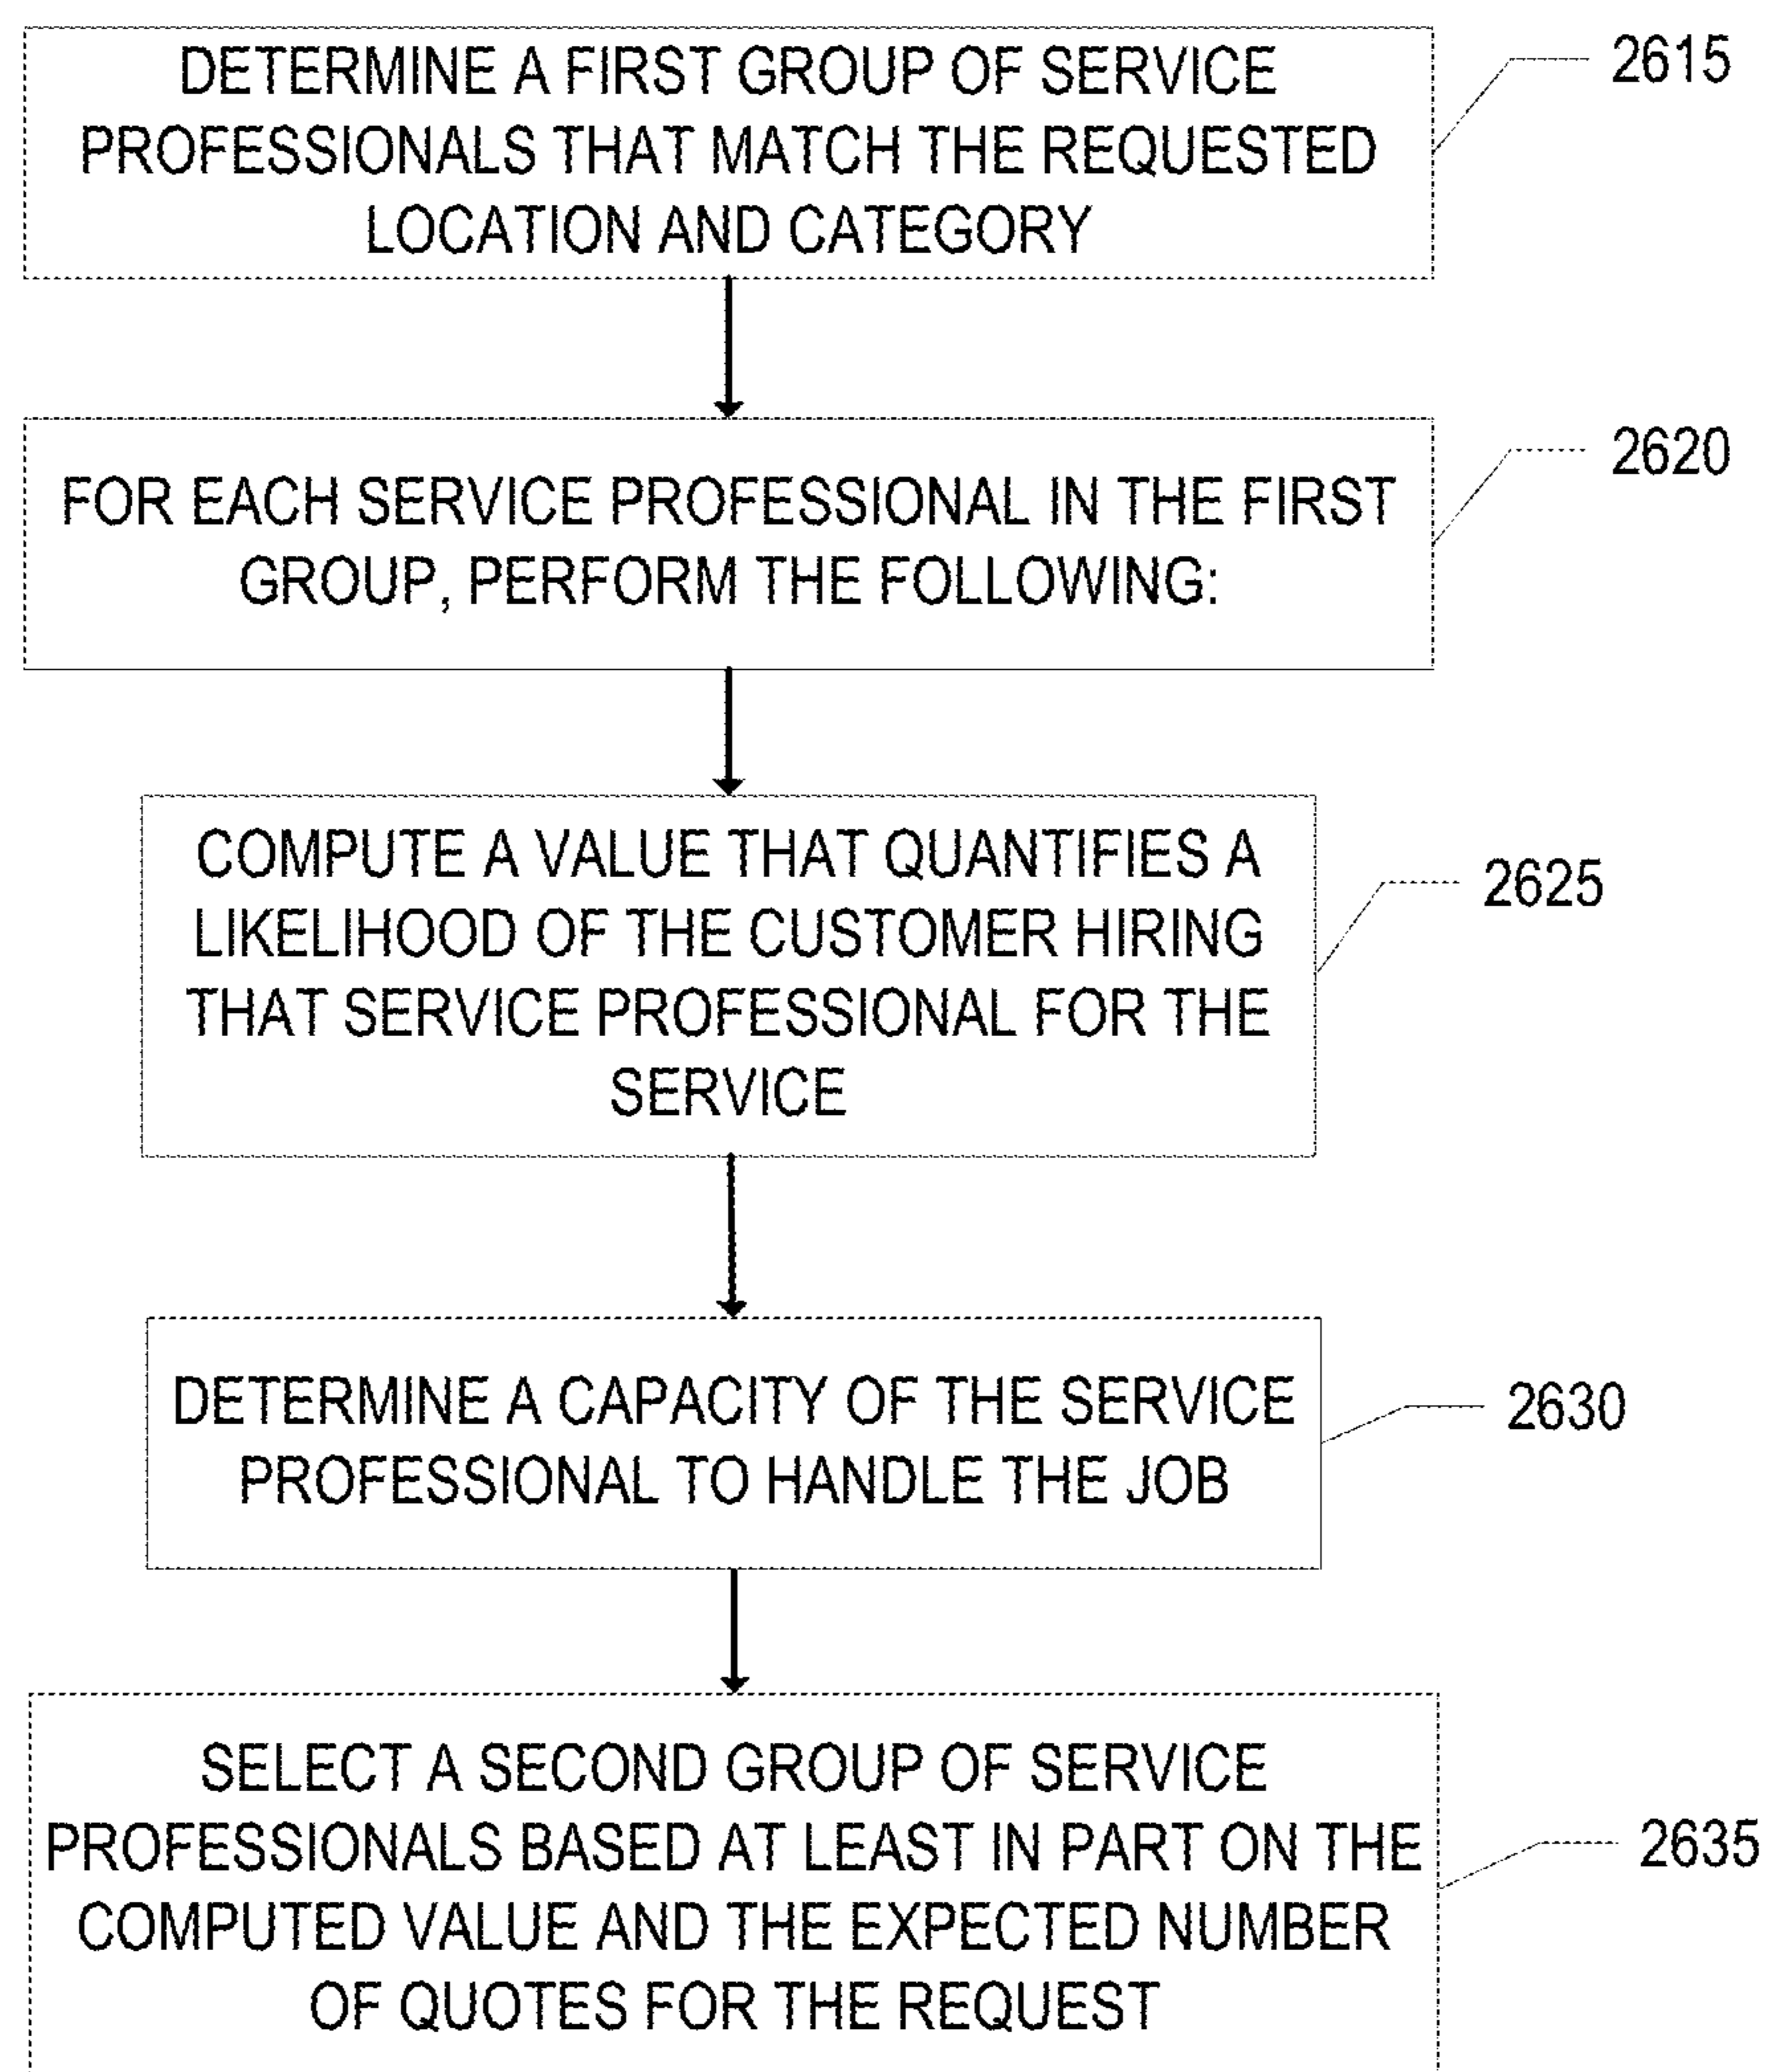 DETERMINE A FIRST GROUP OF SERVICE
PROFESSIONALS THAT MATCH THE REQUESTED
LOCATION AND CATEGORY
2615
FOR EACH SERVICE PROFESSIONAL IN THE FIRST
GROUP, PERFORM THE FOLLOWING:
2620
COMPUTE A VALUE THAT QUANTIFIES A
LIKELIHOOD OF THE CUSTOMER HIRING
THAT SERVICE PROFESSIONAL FOR THE
SERVICE
2625
DETERMINE A CAPACITY OF THE SERVICE
PROFESSIONAL TO HANDLE THE JOB
2630
SELECT A SECOND GROUP OF SERVICE
PROFESSIONALS BASED AT LEAST IN PART ON THE
COMPUTED VALUE AND THE EXPECTED NUMBER
OF QUOTES FOR THE REQUEST
2635